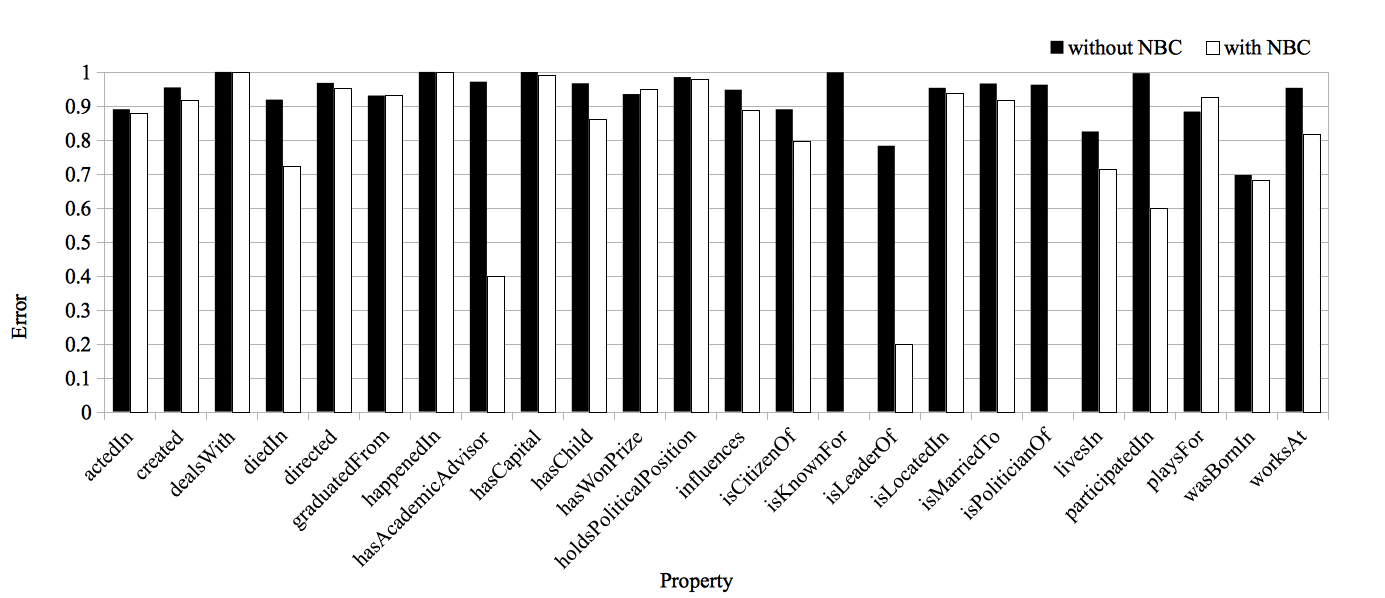 without NBC with NBC
1
0.9
0.8
0.7
0.6
0.5
0.4
0.3
0.2
0.1
0
Error
actedIn
created
dealsWith
diedIn
directed
graduatedFrom
happenedIn
hasAcademicAdvisor
hasCapital
hasChild
hasWonPrize
holdsPoliticalPosition
influences
isCitizenOf
isKnownFor
isLeaderOf
isLocatedIn
isMarriedTo
isPoliticianOf
livesIn
participatedIn
playsFor
wasBornIn
worksAt
Property